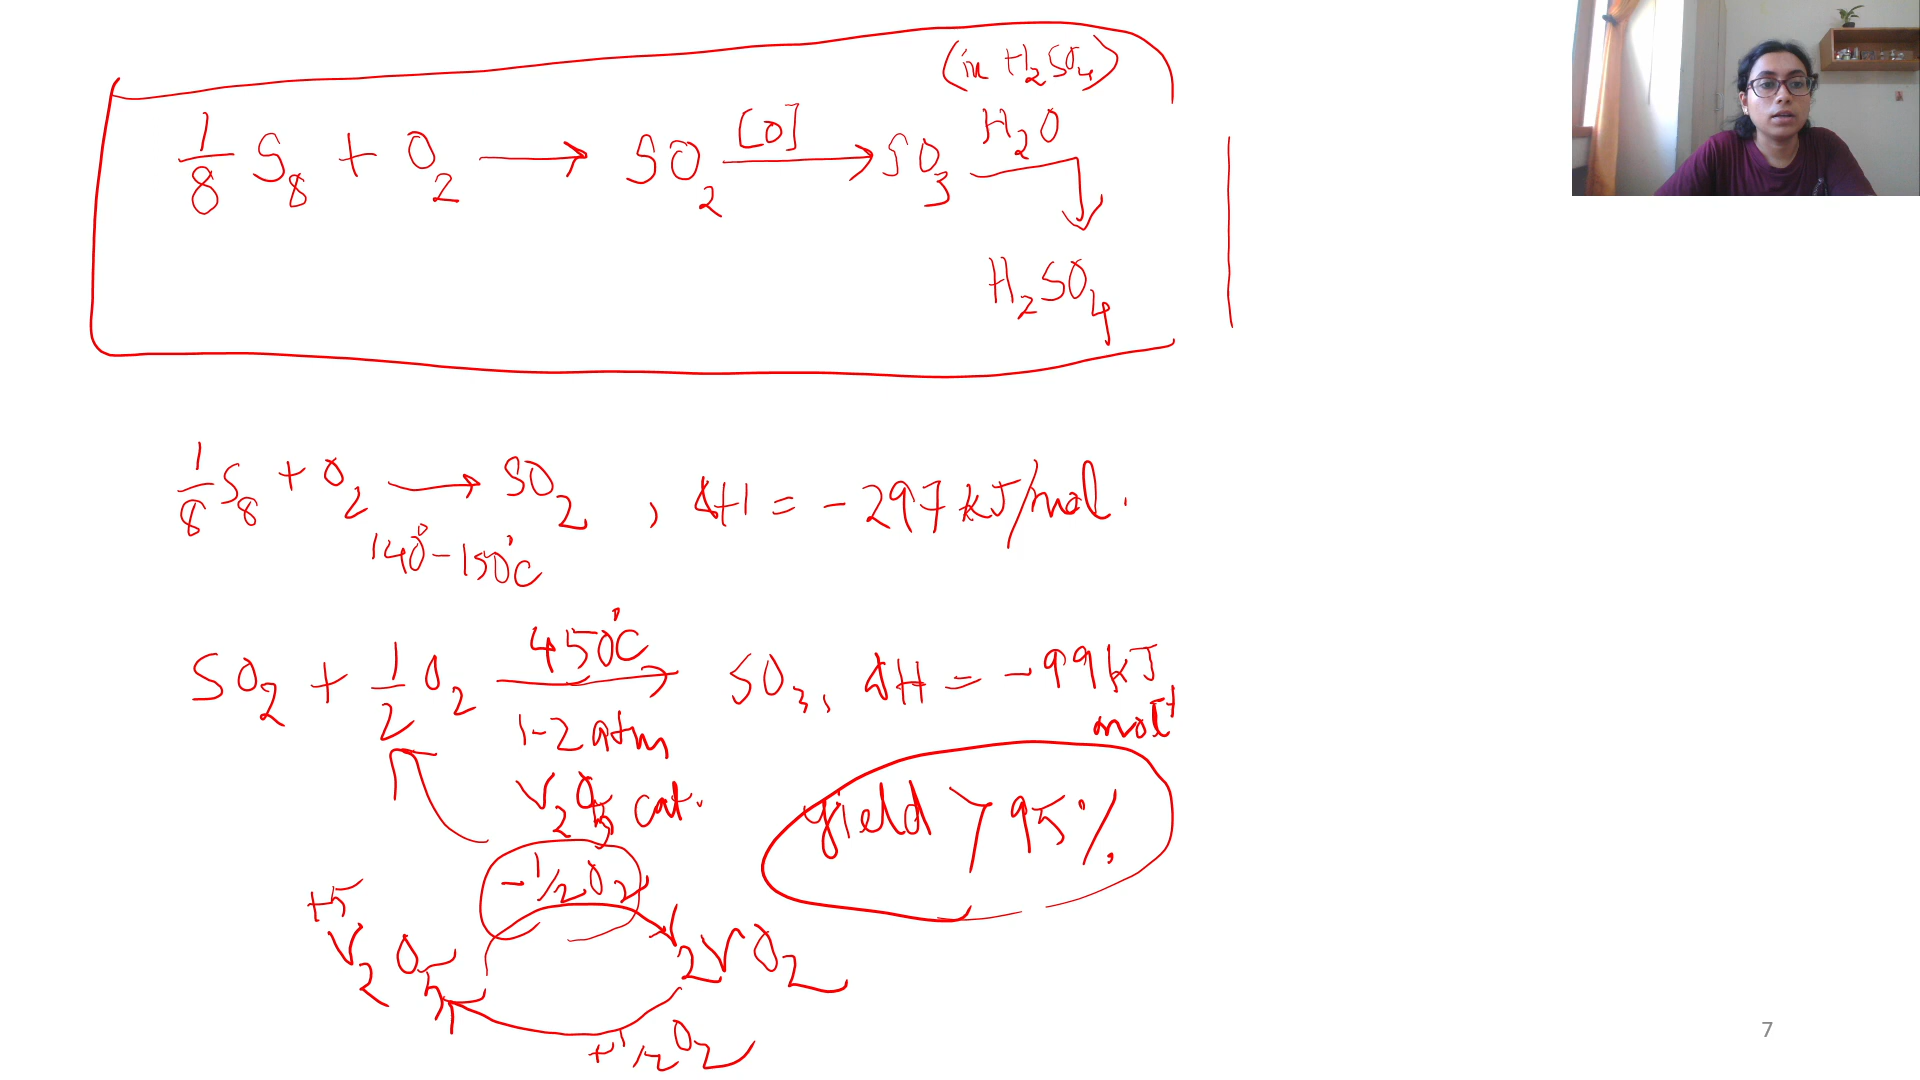 (in H₂SO₄)
1/8 S₈ + O₂ → SO₂ [O] → SO₃ H₂O
H₂SO₄
1/8 S₈ + O₂ → SO₂ , ΔH = - 297 kJ/mol.
140° - 150°C
450°C
SO₂ + 1/2 O₂ → SO₃, ΔH = - 99 kJ
mol⁻¹
1-2 atm
V₂O₅ cat.
yield > 95%
- 1/2 O₂
+5
V₂O₅ 2VO₂
+ 1/2 O₂
7